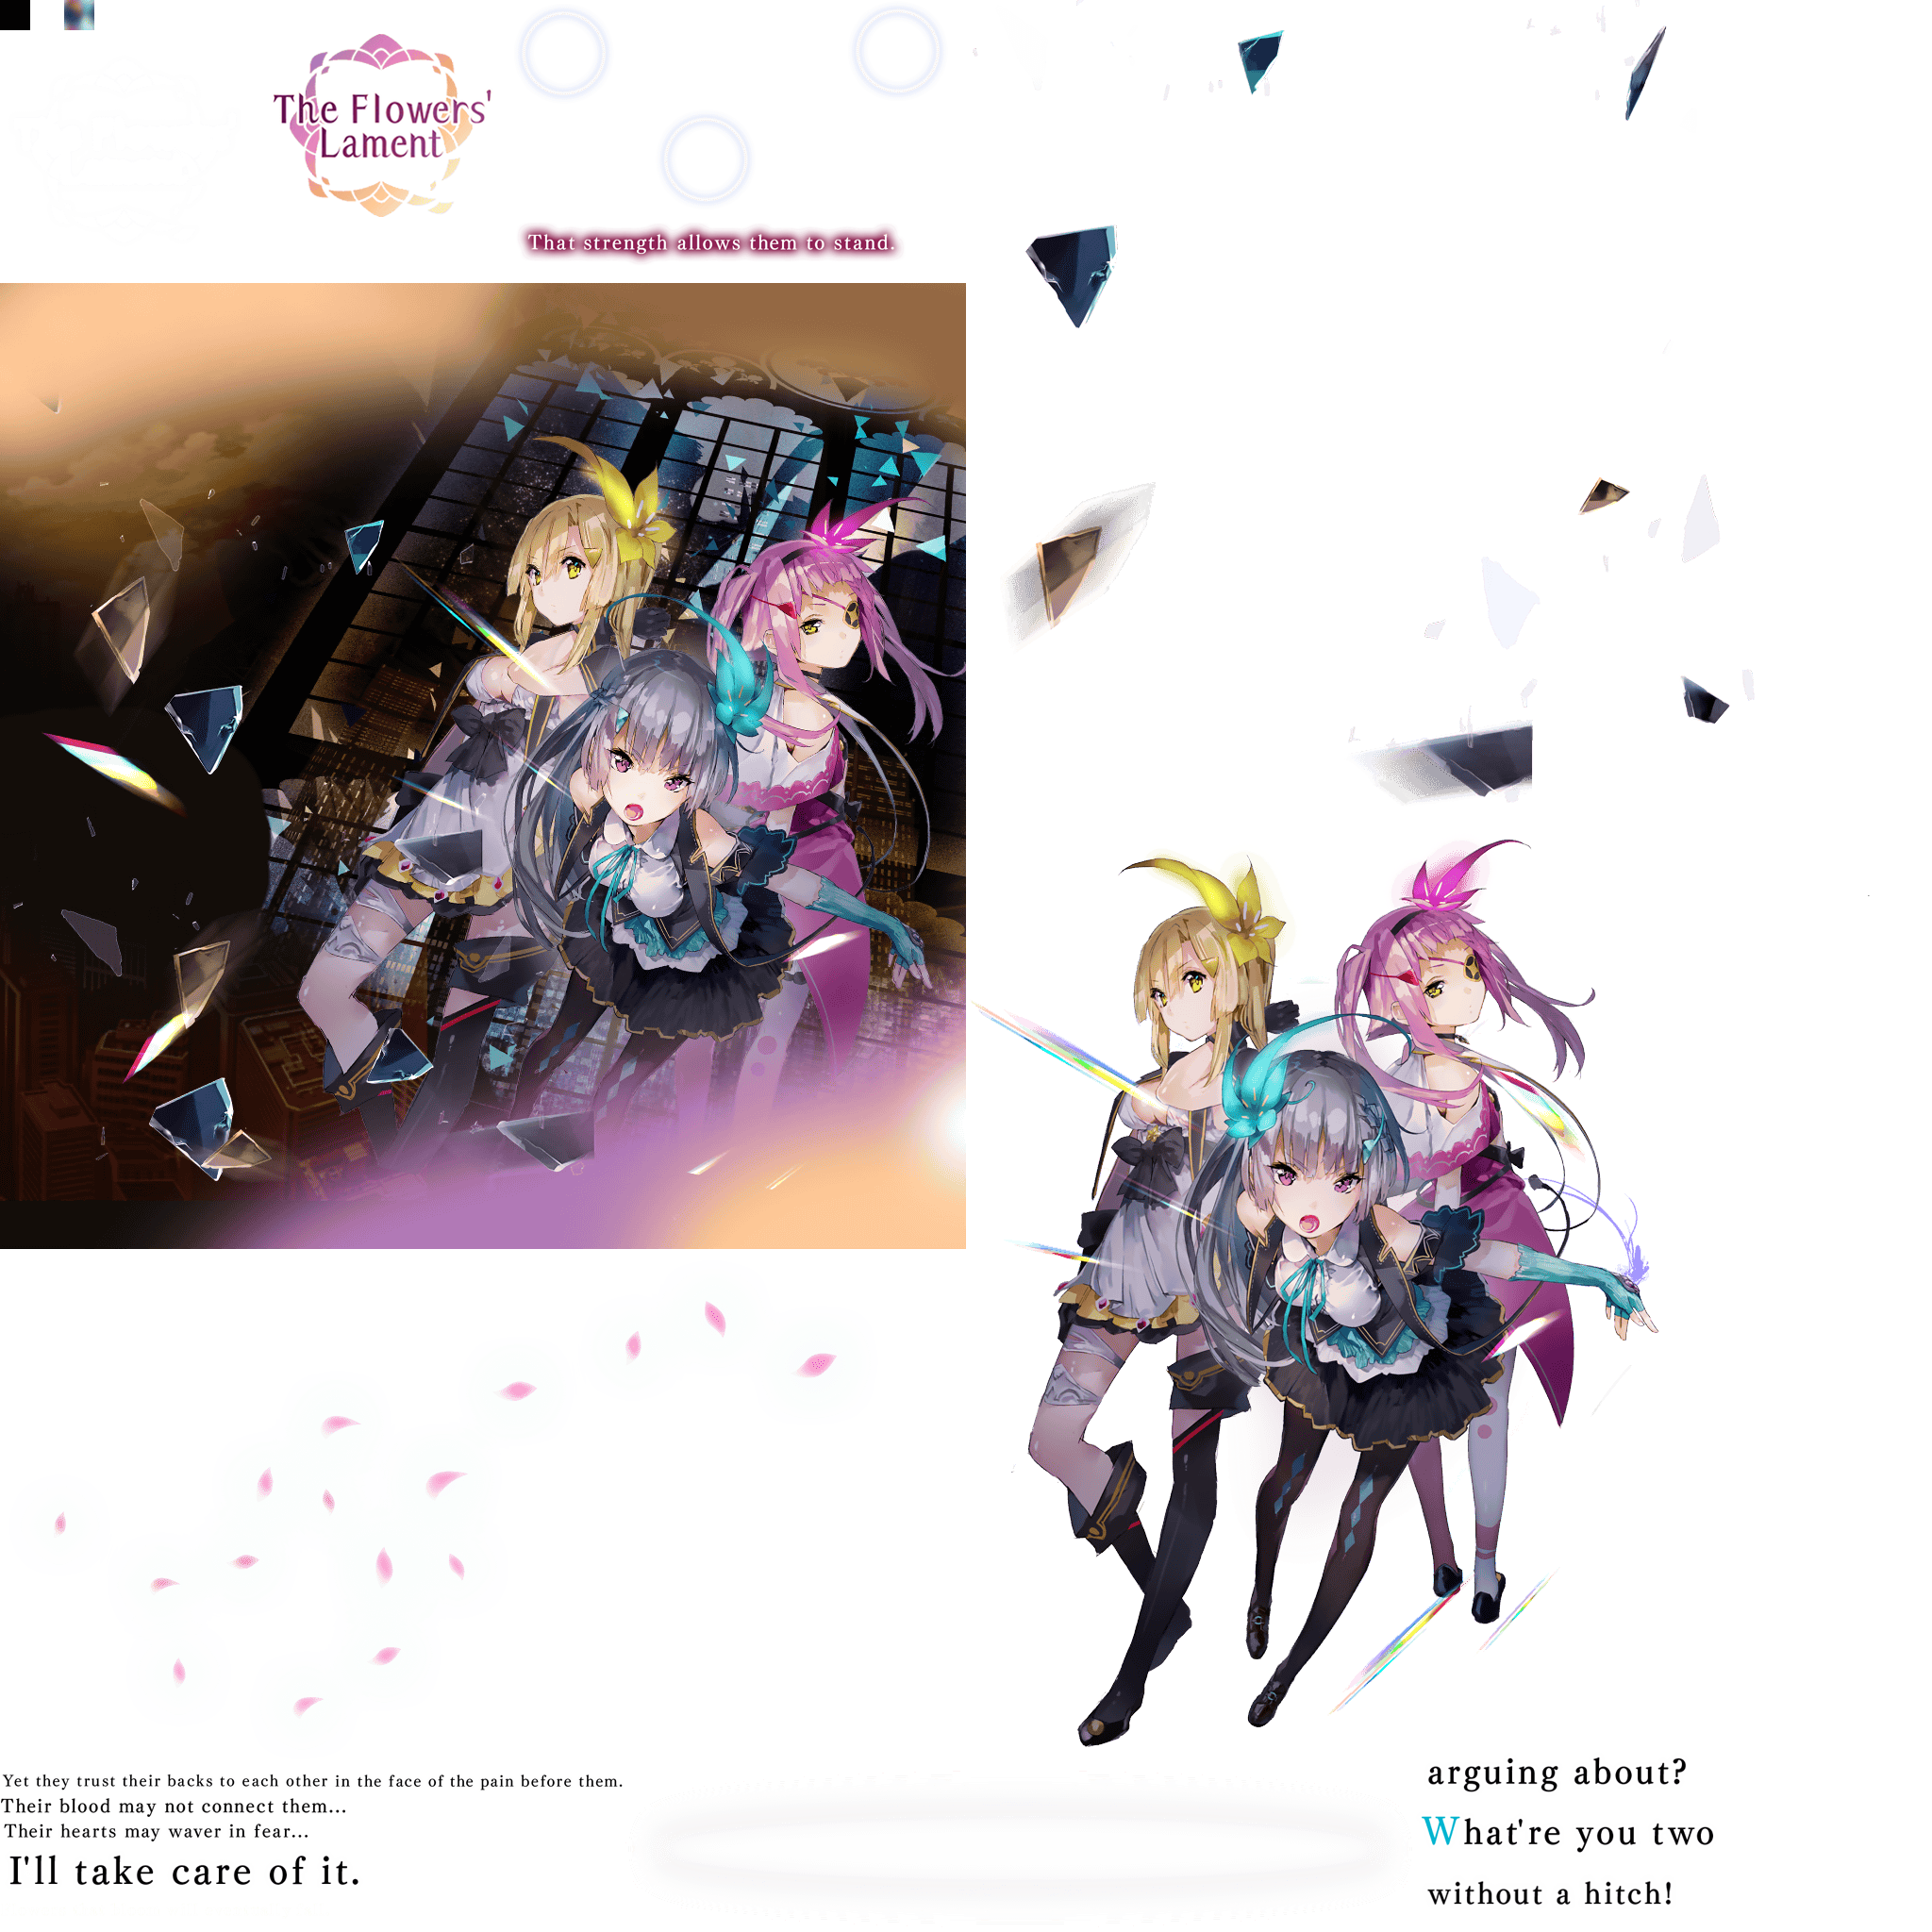 The Flowers'
Lament
That strength allows them to stand.
Yet they trust their backs to each other in the face of the pain before them.
Their blood may not connect them...
Their hearts may waver in fear...
I'll take care of it.
arguing about?
What're you two
without a hitch!